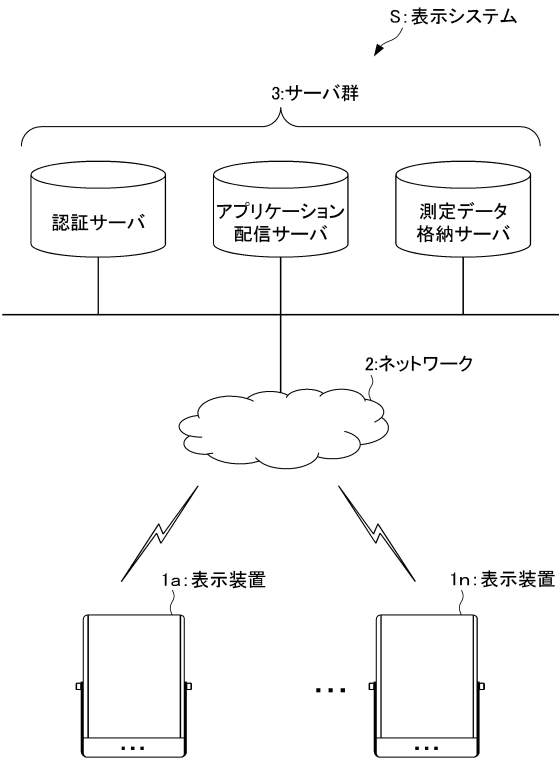 S:表示システム
3:サーバ群
認証サーバ
アプリケーション
配信サーバ
測定データ
格納サーバ
2:ネットワーク
1a:表示装置
1n:表示装置
...